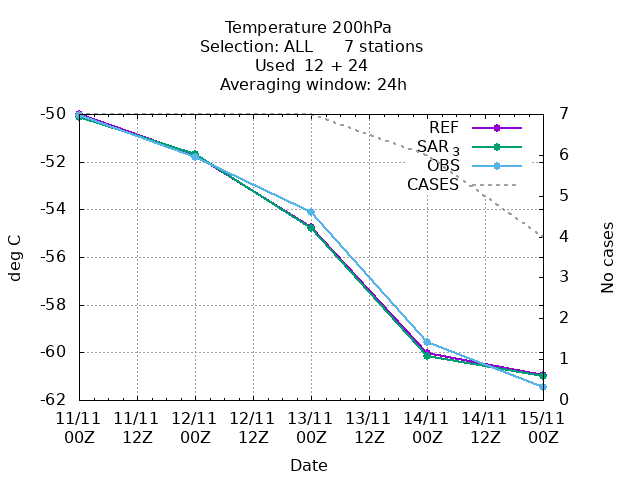 Temperature 200hPa
Selection: ALL 7 stations
Used 12 + 24
Averaging window: 24h
-50
-52
-54
-56
-58
-60
-62
deg C
7
6
5
4
3
2
1
0
No cases
REF
SAR 3
OBS
CASES
11/11 11/11 12/11 12/11 13/11 13/11 14/11 14/11 15/11
00Z 12Z 00Z 12Z 00Z 12Z 00Z 12Z 00Z
Date